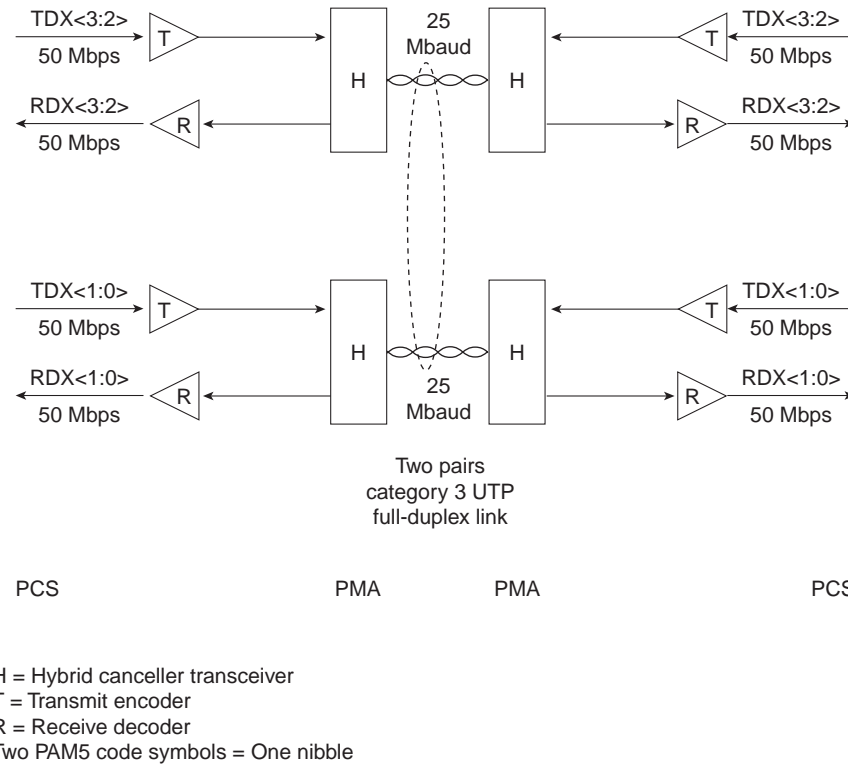 TDX<3:2>
50 Mbps
T
RDX<3:2>
50 Mbps
R
H
25
Mbaud
H
T
TDX<3:2>
50 Mbps
R
RDX<3:2>
50 Mbps
TDX<1:0>
50 Mbps
T
RDX<1:0>
50 Mbps
R
H
25
Mbaud
H
T
TDX<1:0>
50 Mbps
R
RDX<1:0>
50 Mbps
Two pairs
category 3 UTP
full-duplex link
PCS
PMA
PMA
PCS
H = Hybrid canceller transceiver
T = Transmit encoder
R = Receive decoder
Two PAM5 code symbols = One nibble